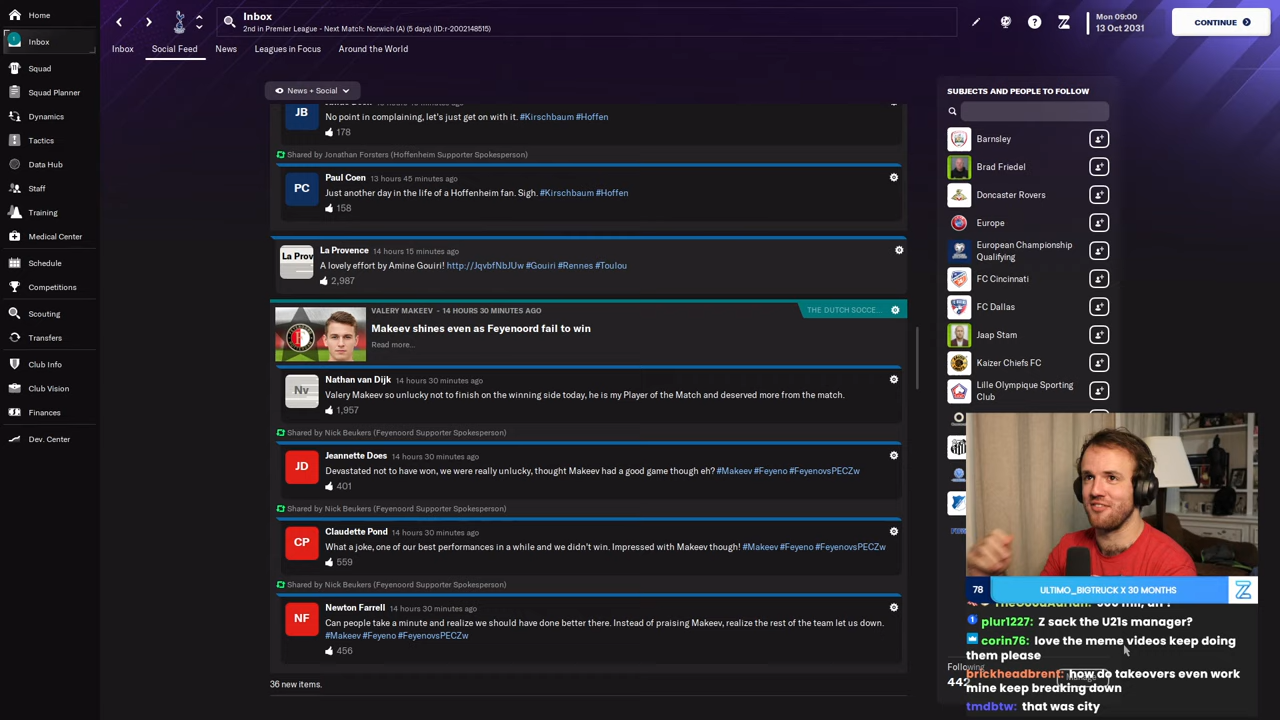 Home
Inbox
2nd in Premier League - Next Match: Norwich (A) (5 days) (ID:r-2002148515)
Mon 09:00
13 Oct 2031
CONTINUE
Inbox
Social Feed
News
Leagues in Focus
Around the World
Inbox
Squad
Squad Planner
Dynamics
Tactics
Data Hub
Staff
Training
Medical Center
Schedule
Competitions
Scouting
Transfers
Club Info
Club Vision
Finances
Dev. Center
News + Social
JB
No point in complaining, let's just get on with it. #Kirschbaum #Hoffen
178
Shared by Jonathan Forsters (Hoffenheim Supporter Spokesperson)
PC
Paul Coen 13 hours 45 minutes ago
Just another day in the life of a Hoffenheim fan. Sigh. #Kirschbaum #Hoffen
158
La Prov
La Provence 14 hours 15 minutes ago
A lovely effort by Amine Gouiri! http://JqvbfNbJUw #Gouiri #Rennes #Toulou
2,987
VALERY MAKEEV - 14 HOURS 30 MINUTES AGO
THE DUTCH SOCCE...
Makeev shines even as Feyenoord fail to win
Read more...
Nv
Nathan van Dijk 14 hours 30 minutes ago
Valery Makeev so unlucky not to finish on the winning side today, he is my Player of the Match and deserved more from the match.
1,957
Shared by Nick Beukers (Feyenoord Supporter Spokesperson)
JD
Jeannette Does 14 hours 30 minutes ago
Devastated not to have won, we were really unlucky, thought Makeev had a good game though eh? #Makeev #Feyeno #FeyenovsPECZw
401
Shared by Nick Beukers (Feyenoord Supporter Spokesperson)
CP
Claudette Pond 14 hours 30 minutes ago
What a joke, one of our best performances in a while and we didn't win. Impressed with Makeev though! #Makeev #Feyeno #FeyenovsPECZw
559
Shared by Nick Beukers (Feyenoord Supporter Spokesperson)
NF
Newton Farrell 14 hours 30 minutes ago
Can people take a minute and realize we should have done better there. Instead of praising Makeev, realize the rest of the team let us down.
#Makeev #Feyeno #FeyenovsPECZw
456
36 new items.
SUBJECTS AND PEOPLE TO FOLLOW
Barnsley
Brad Friedel
Doncaster Rovers
Europe
European Championship
Qualifying
FC Cincinnati
FC Dallas
Jaap Stam
Kaizer Chiefs FC
Lille Olympique Sporting
Club
78
ULTIMO_BIGTRUCK X 30 MONTHS
plur1227: Z sack the U21s manager?
corin76: love the meme videos keep doing
them please
Following
442
brickheadbrent: how do takeovers even work
mine keep breaking down
tmdbtw: that was city